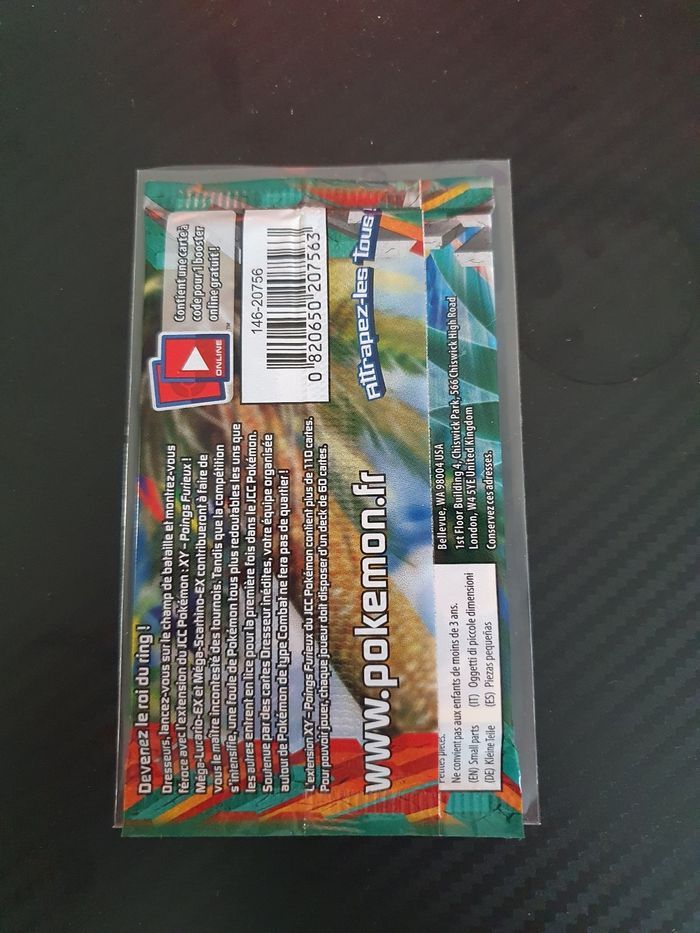 Devenez le roi du ring !
Dresseurs, lancez-vous sur le champ de bataille et montrez-vous
féroce avec l'extension du JCC Pokémon : XY – Poings Furieux !
Méga-Lucario-EX et Méga-Scarhino-EX contribueront à faire de
vous le maître incontesté des tournois. Tandis que la compétition
s'intensifie, une foule de Pokémon tous plus redoutables les uns que
les autres entrent en lice pour la première fois dans le JCC Pokémon.
Soutenue par des cartes Dresseur inédites, votre équipe organisée
autour de Pokémon de type Combat ne fera pas de quartier !
L'extension XY – Poings Furieux du JCC Pokémon contient plus de 110 cartes.
Pour pouvoir jouer, chaque joueur doit disposer d'un deck de 60 cartes.
www.pokemon.fr
ONLINE
TM
Contient une carte à
code pour 1 booster
online gratuit !
146-20756
0 820650 207563
Attrapez-les Tous !
Petites pièces.
Ne convient pas aux enfants de moins de 3 ans.
(EN) Small parts (IT) Oggetti di piccole dimensioni
(DE) Kleine Teile (ES) Piezas pequeñas
Bellevue, WA 98004 USA
1st Floor Building 4, Chiswick Park, 566 Chiswick High Road
London, W4 5YE United Kingdom
Conservez ces adresses.